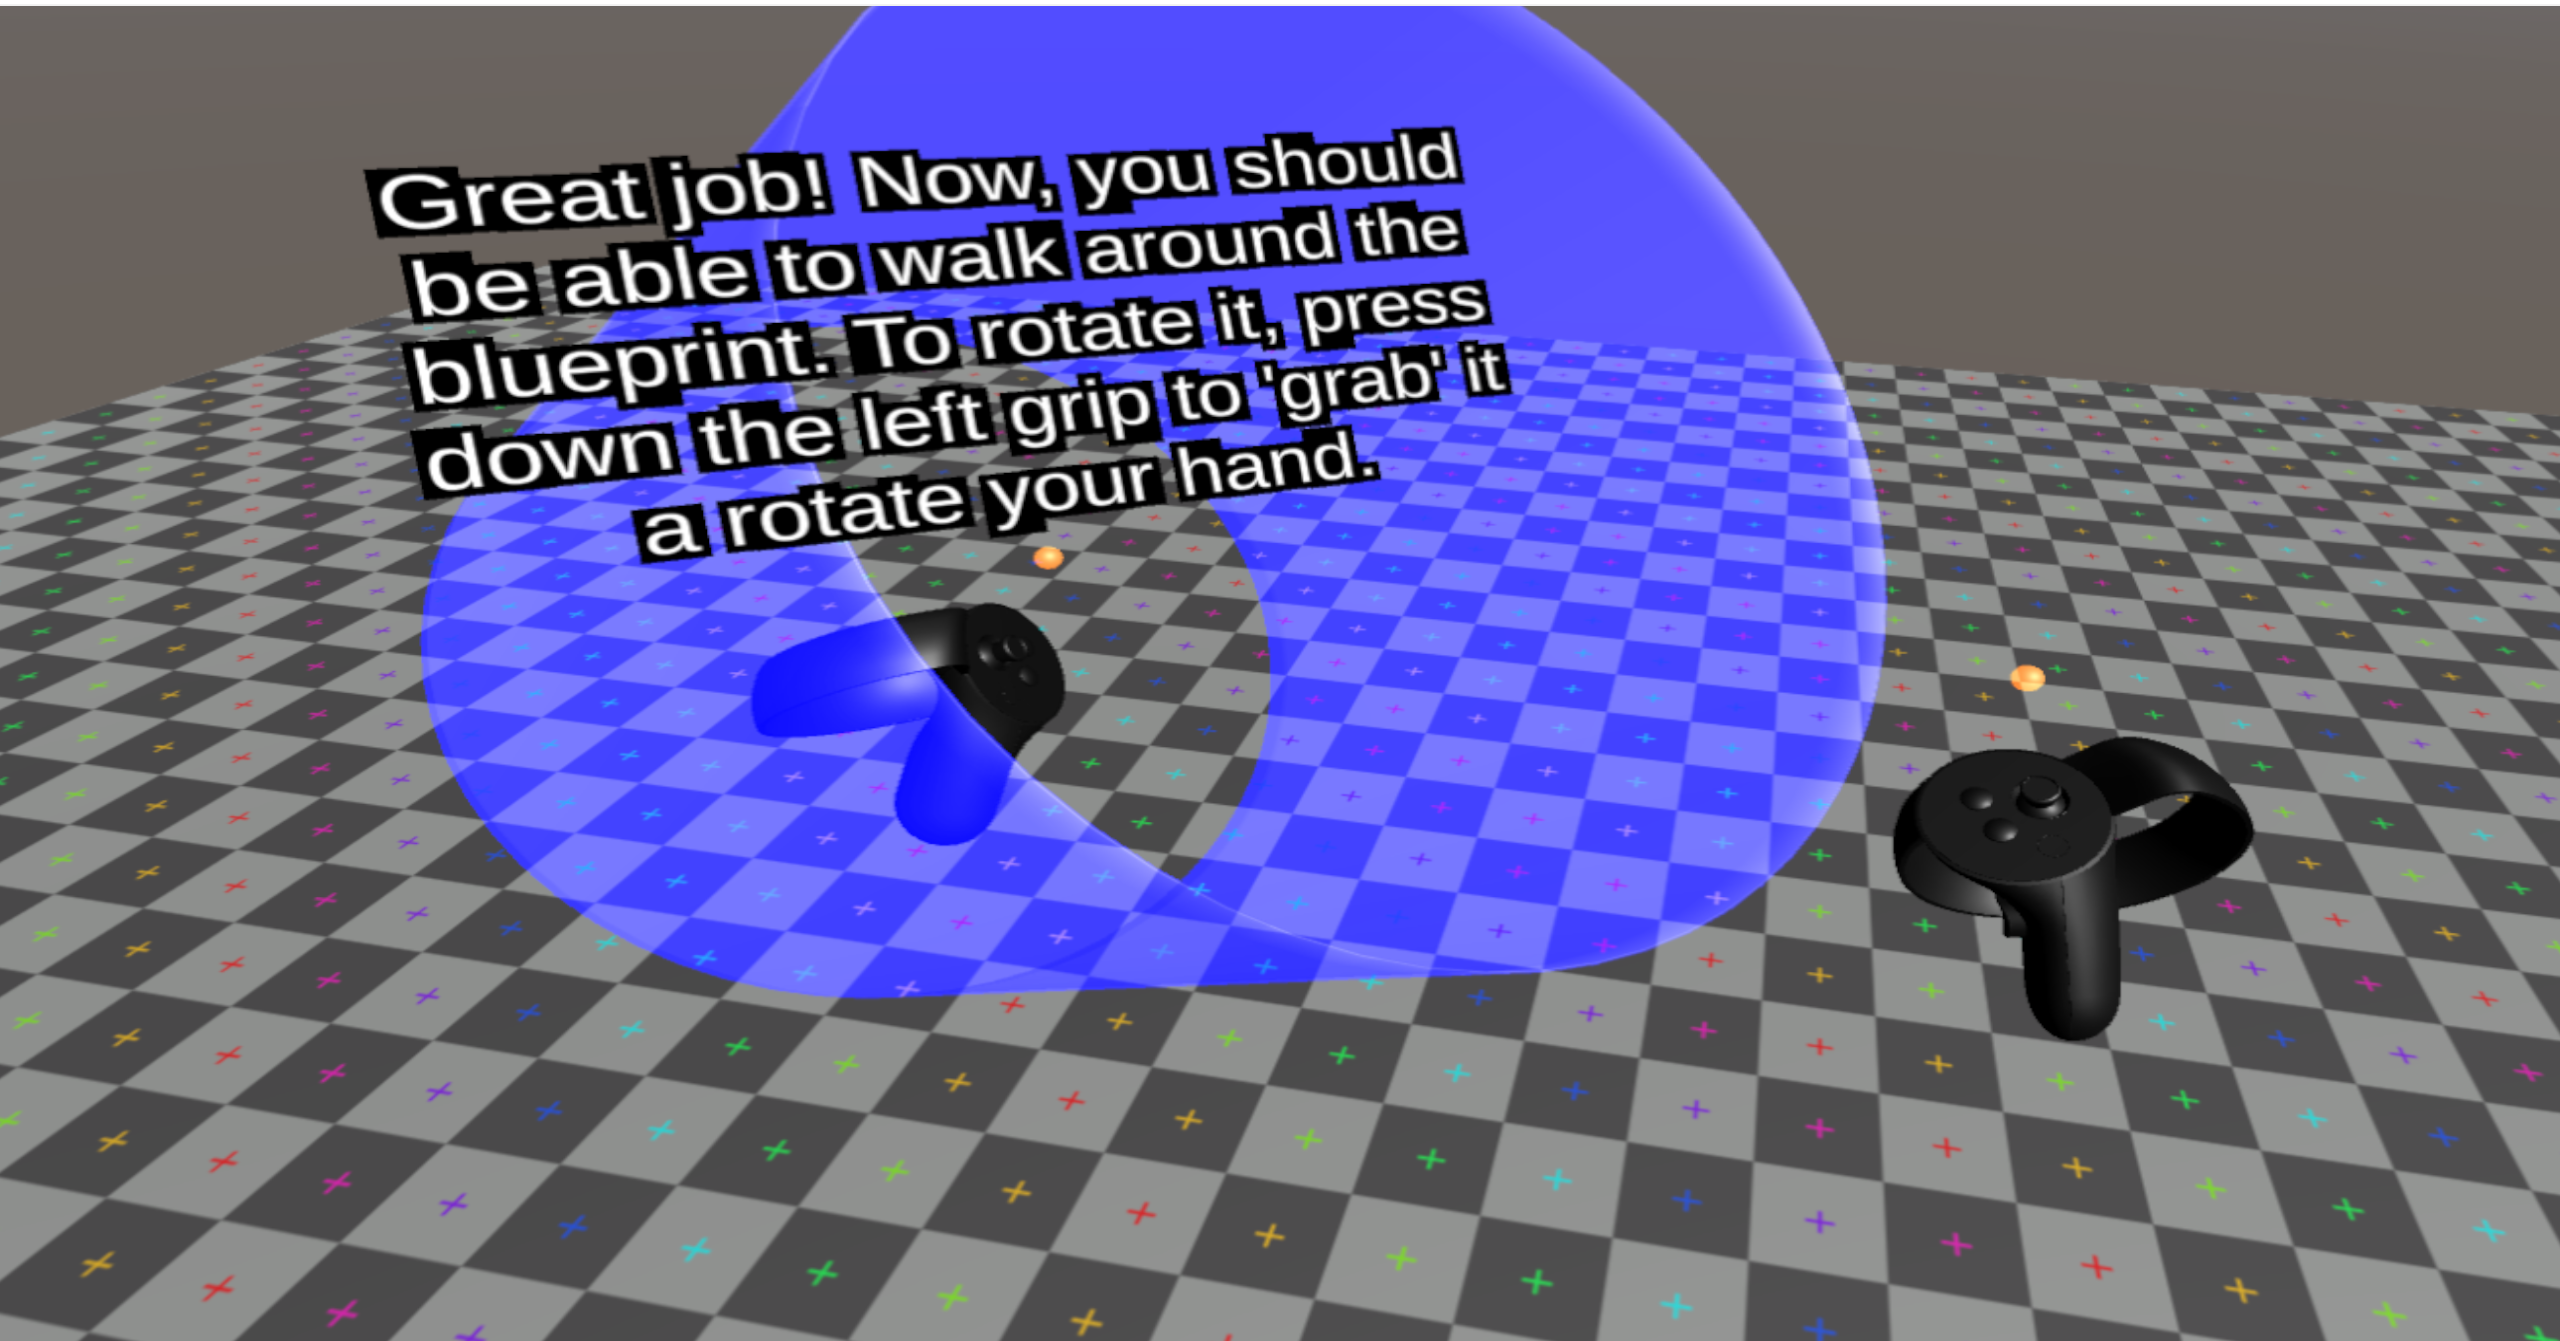 Great job! Now, you should
be able to walk around the
blueprint. To rotate it, press
down the left grip to 'grab' it
a rotate your hand.